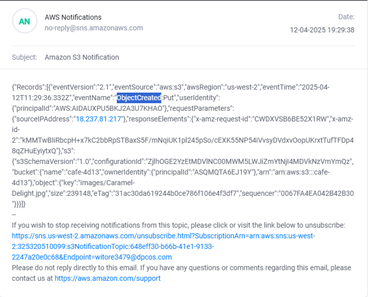 AN
AWS Notifications
no-reply@sns.amazonaws.com
Date:
12-04-2025 19:29:38
Subject: Amazon S3 Notification
{"Records":[{"eventVersion":"2.1","eventSource":"aws:s3","awsRegion":"us-west-2","eventTime":"2025-04-
12T11:29:36.332Z","eventName":"ObjectCreated:Put","userIdentity":
{"principalId":"AWS:AIDAUXPU5BKJ2A3U7KHAO"},"requestParameters":
{"sourceIPAddress":"18.237.81.217"},"responseElements":{"x-amz-request-id":"CWDXVSB6BE52X1RW","x-amz-
id-
2":"kMMTwBIlRbcpH+x7kC2bbRpSTBaxS5F/mNqiUK1pl245pSo/cEXK55NP54IVvsyDVdxvOopUKrxtTufTFDp4
8qZHuEyiytxQ"},"s3":
{"s3SchemaVersion":"1.0","configurationId":"ZjlhOGE2YzEtMDVlNC00MWM5LWJiZmYtNjI4MDVkNzVmYmQz",
"bucket":{"name":"cafe-4d13","ownerIdentity":{"principalId":"ASQMQTA6EJ19Y"},"arn":"arn:aws:s3:::cafe-
4d13"},"object":{"key":"images/Caramel-
Delight.jpg","size":239148,"eTag":"31ac30da619244b0ce786f106e4f3df7","sequencer":"0067FA4EA042B42B30
"}}}]}
--
If you wish to stop receiving notifications from this topic, please click or visit the link below to unsubscribe:
https://sns.us-west-2.amazonaws.com/unsubscribe.html?SubscriptionArn=arn:aws:sns:us-west-
2:325320510099:s3NotificationTopic:648eff30-b66b-41e1-9133-
2247a20e0c68&Endpoint=witore3479@dpcos.com
Please do not reply directly to this email. If you have any questions or comments regarding this email, please
contact us at https://aws.amazon.com/support